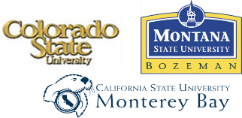 Colorado
State
University
MONTANA
STATE UNIVERSITY
BOZEMAN
CALIFORNIA STATE UNIVERSITY
Monterey Bay